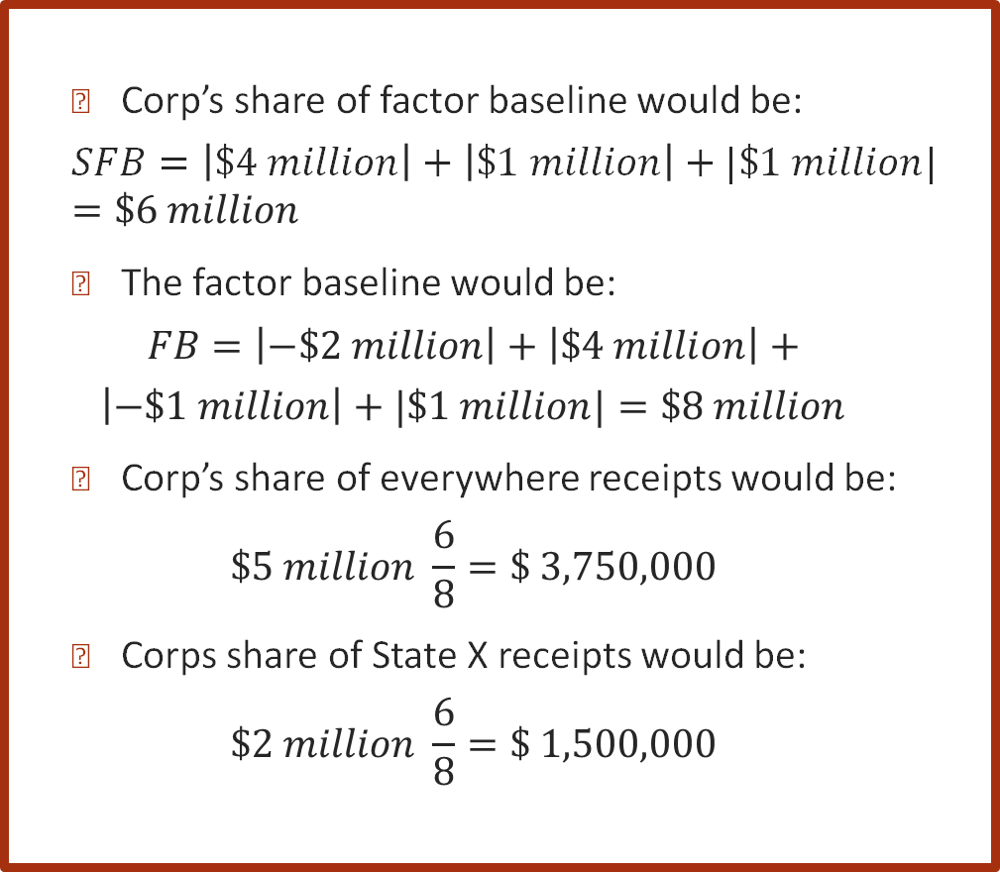 ⍰ Corp’s share of factor baseline would be:
SFB = |$4 million| + |$1 million| + |$1 million|
= $6 million
⍰ The factor baseline would be:
FB = |−$2 million| + |$4 million| +
|−$1 million| + |$1 million| = $8 million
⍰ Corp’s share of everywhere receipts would be:
$5 million 6/8 = $ 3,750,000
⍰ Corps share of State X receipts would be:
$2 million 6/8 = $ 1,500,000